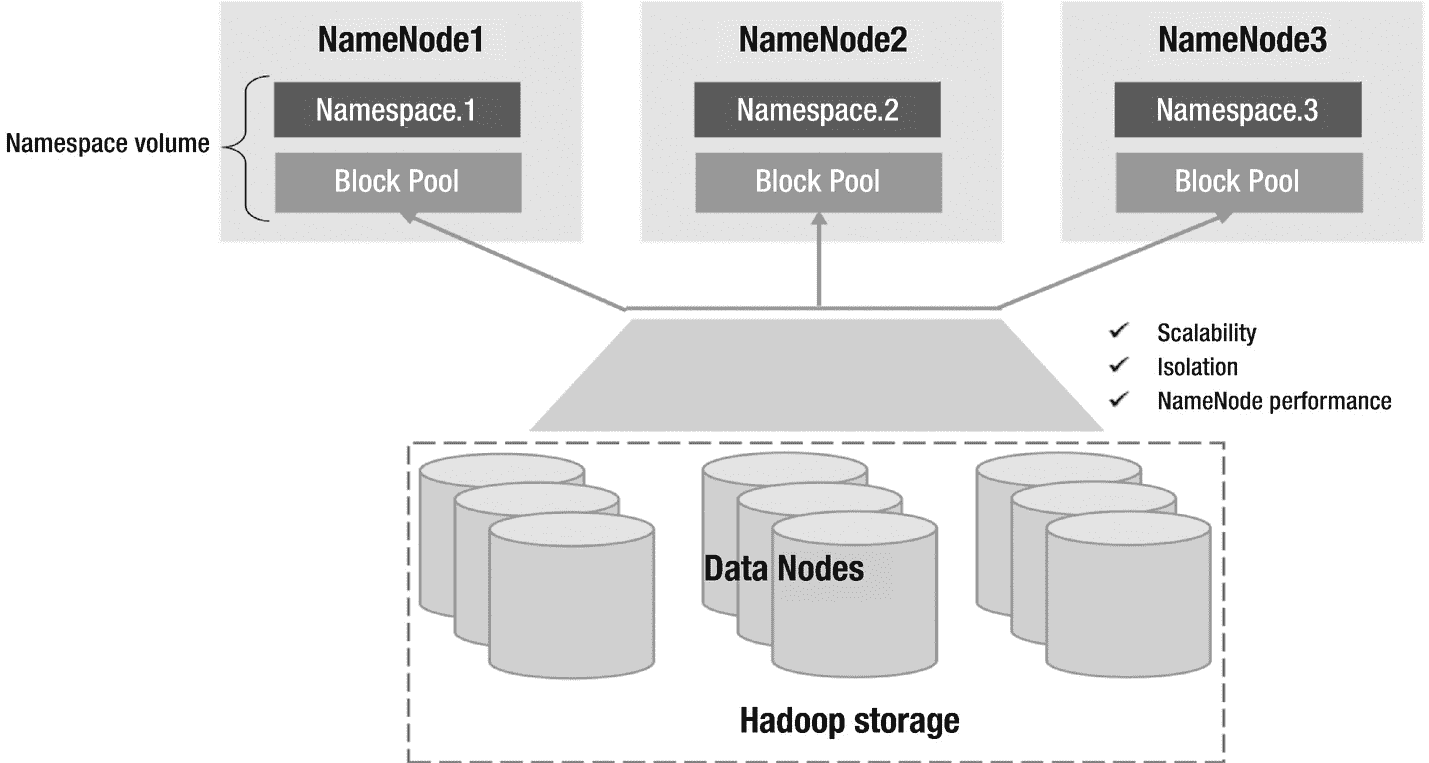 NameNode1
NameNode2
NameNode3
Namespace.1
Namespace.2
Namespace.3
Namespace volume
Block Pool
Block Pool
Block Pool
Scalability
Isolation
NameNode performance
Data Nodes
Hadoop storage